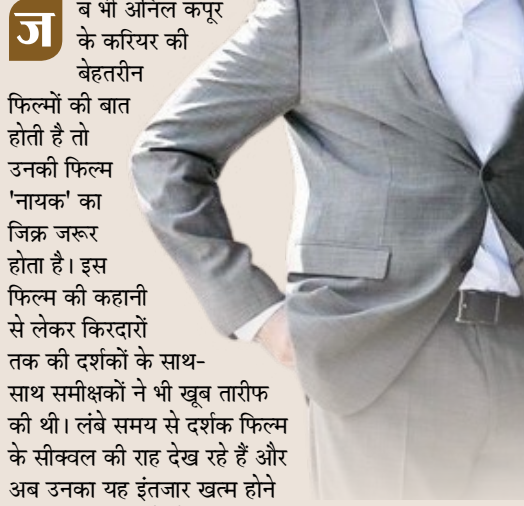 जब भी अनिल कपूर
के करियर की
बेहतरीन
फिल्मों की बात
होती है तो
उनकी फिल्म
'नायक' का
जिक्र जरूर
होता है। इस
फिल्म की कहानी
से लेकर किरदारों
तक की दर्शकों के साथ-
साथ समीक्षकों ने भी खूब तारीफ
की थी। लंबे समय से दर्शक फिल्म
के सीक्वल की राह देख रहे हैं और
अब उनका यह इंतजार खत्म होने